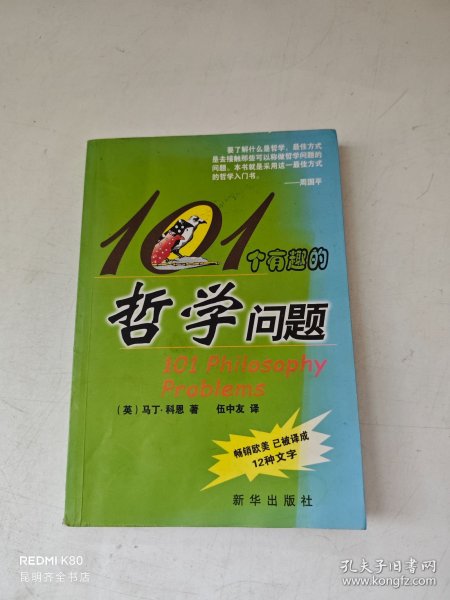 要了解什么是哲学,最佳方式
是去接触那些可以称做哲学问题的
问题。本书就是采用这一最佳方式
的哲学入门书。
——周国平
101个有趣的
哲学问题
101 Philosophy
Problems
(英)马丁·科恩 著 伍中友 译
畅销欧美 已被译成
12种文字
新华出版社
REDMI K80
昆明齐全书店
孔夫子旧书网
www.kongfz.com